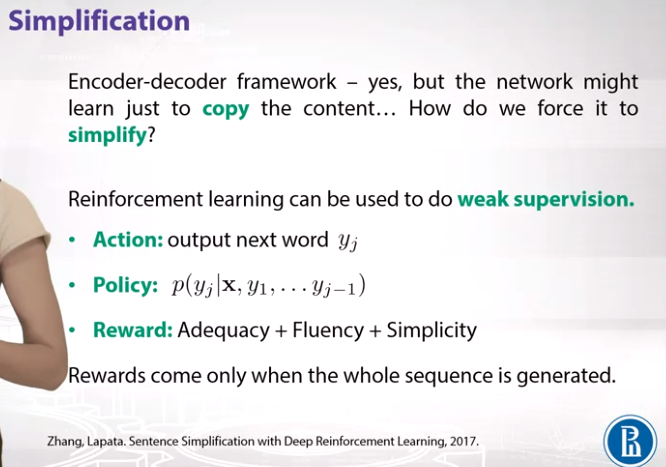 Simplification
Encoder-decoder framework – yes, but the network might
learn just to copy the content… How do we force it to
simplify?
Reinforcement learning can be used to do weak supervision.
• Action: output next word y_j
• Policy: p(y_j|x, y_1, . . . y_{j−1})
• Reward: Adequacy + Fluency + Simplicity
Rewards come only when the whole sequence is generated.
Zhang, Lapata. Sentence Simplification with Deep Reinforcement Learning, 2017.